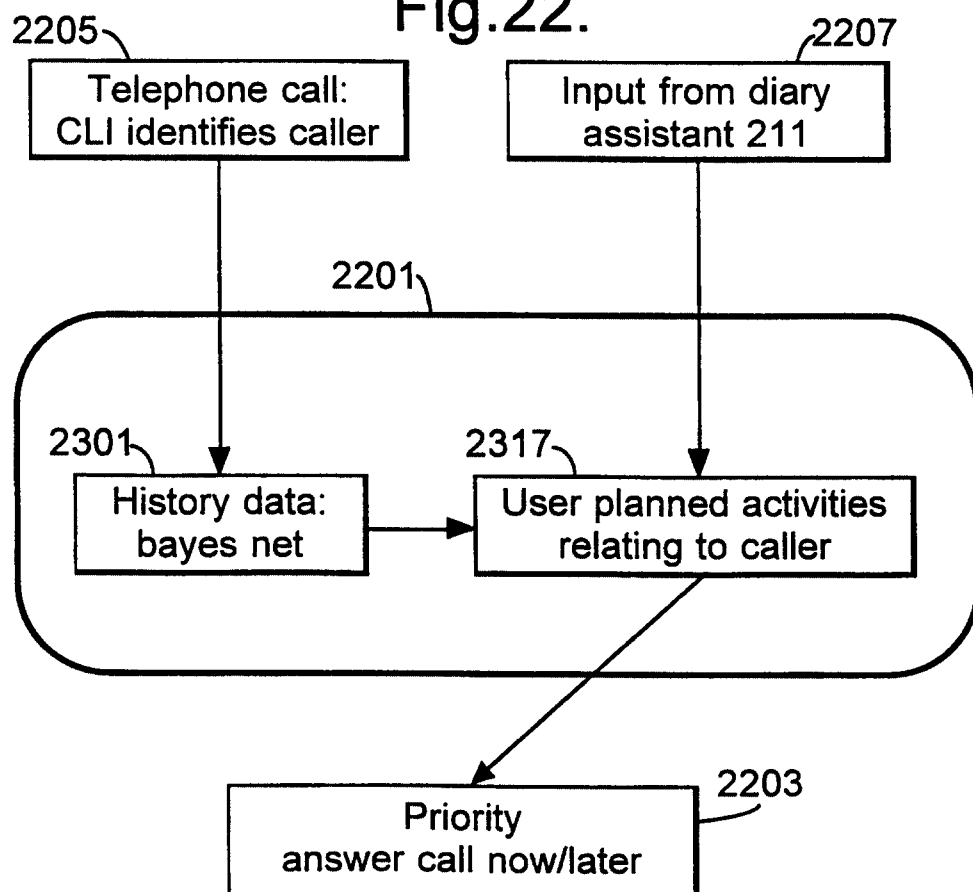 Fig.22.
2205
2207
Telephone call:
CLI identifies caller
Input from diary
assistant 211
2201
2301
2317
History data:
bayes net
User planned activities
relating to caller
2203
Priority
answer call now/later